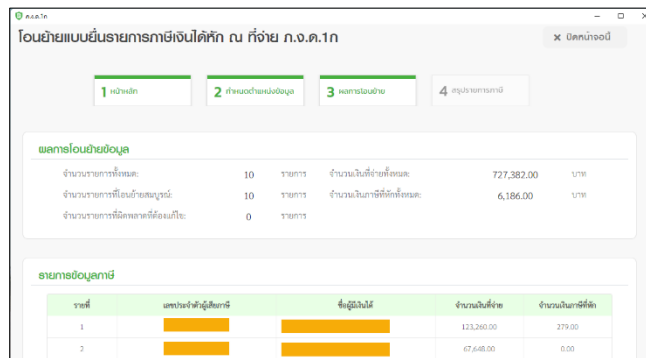 ภ.ง.ด.1ก
โอนย้ายแบบยื่นรายการภาษีเงินได้หัก ณ ที่จ่าย ภ.ง.ด.1ก
× ปิดหน้าจอนี้
1 หน้าหลัก
2 กำหนดตำแหน่งข้อมูล
3 ผลการโอนย้าย
4 สรุปรายการภาษี
ผลการโอนย้ายข้อมูล
จำนวนรายการทั้งหมด: 10 รายการ จำนวนเงินที่จ่ายทั้งหมด: 727,382.00 บาท
จำนวนรายการที่โอนย้ายสมบูรณ์: 10 รายการ จำนวนเงินภาษีที่หักทั้งหมด: 6,186.00 บาท
จำนวนรายการที่ผิดพลาดที่ต้องแก้ไข: 0 รายการ
รายการข้อมูลภาษี
รายที่ เลขประจำตัวผู้เสียภาษี ชื่อผู้มีเงินได้ จำนวนเงินที่จ่าย จำนวนเงินภาษีที่หัก
1 123,260.00 279.00
2 67,648.00 0.00